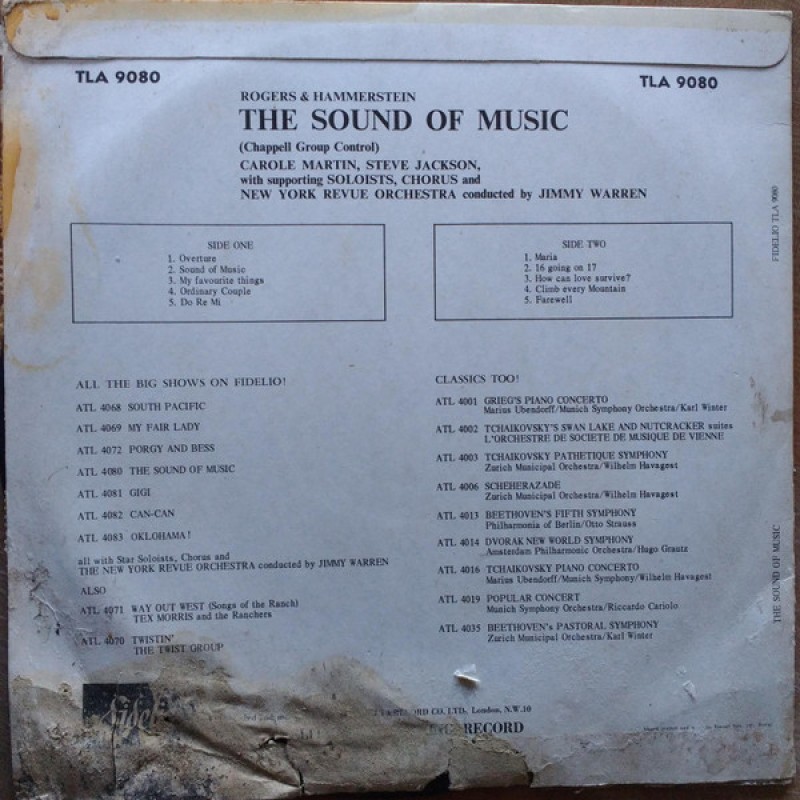 TLA 9080
TLA 9080
ROGERS & HAMMERSTEIN
THE SOUND OF MUSIC
(Chappell Group Control)
CAROLE MARTIN, STEVE JACKSON,
with supporting SOLOISTS, CHORUS and
NEW YORK REVUE ORCHESTRA conducted by JIMMY WARREN
SIDE ONE
1. Overture
2. Sound of Music
3. My favourite things
4. Ordinary Couple
5. Do Re Mi
SIDE TWO
1. Maria
2. 16 going on 17
3. How can love survive?
4. Climb every Mountain
5. Farewell
FIDELIO TLA 9080
THE SOUND OF MUSIC
ALL THE BIG SHOWS ON FIDELIO!
ATL 4068 SOUTH PACIFIC
ATL 4069 MY FAIR LADY
ATL 4072 PORGY AND BESS
ATL 4080 THE SOUND OF MUSIC
ATL 4081 GIGI
ATL 4082 CAN-CAN
ATL 4083 OKLOHAMA!
all with Star Soloists, Chorus and
THE NEW YORK REVUE ORCHESTRA conducted by JIMMY WARREN
ALSO
ATL 4071 WAY OUT WEST (Songs of the Ranch)
TEX MORRIS and the Ranchers
ATL 4070 TWISTIN'
THE TWIST GROUP
CLASSICS TOO!
ATL 4001 GRIEG'S PIANO CONCERTO
Marius Ubendorff/Munich Symphony Orchestra/Karl Winter
ATL 4002 TCHAIKOVSKY'S SWAN LAKE AND NUTCRACKER suites
L'ORCHESTRE DE SOCIETE DE MUSIQUE DE VIENNE
ATL 4003 TCHAIKOVSKY PATHETIQUE SYMPHONY
Zurich Municipal Orchestra/Wilhelm Havagest
ATL 4006 SCHEHERAZADE
Zurich Municipal Orchestra/Wilhelm Havagest
ATL 4013 BEETHOVEN'S FIFTH SYMPHONY
Philharmonia of Berlin/Otto Strauss
ATL 4014 DVORAK NEW WORLD SYMPHONY
Amsterdam Philharmonic Orchestra/Hugo Grautz
ATL 4016 TCHAIKOVSKY PIANO CONCERTO
Marius Ubendorff/Munich Symphony/Wilhelm Havagest
ATL 4019 POPULAR CONCERT
Munich Symphony Orchestra/Riccardo Cariolo
ATL 4035 BEETHOVEN's PASTORAL SYMPHONY
Zurich Municipal Orchestra/Karl Winter
fideli
CO. LTD. London, N.W.10
RECORD